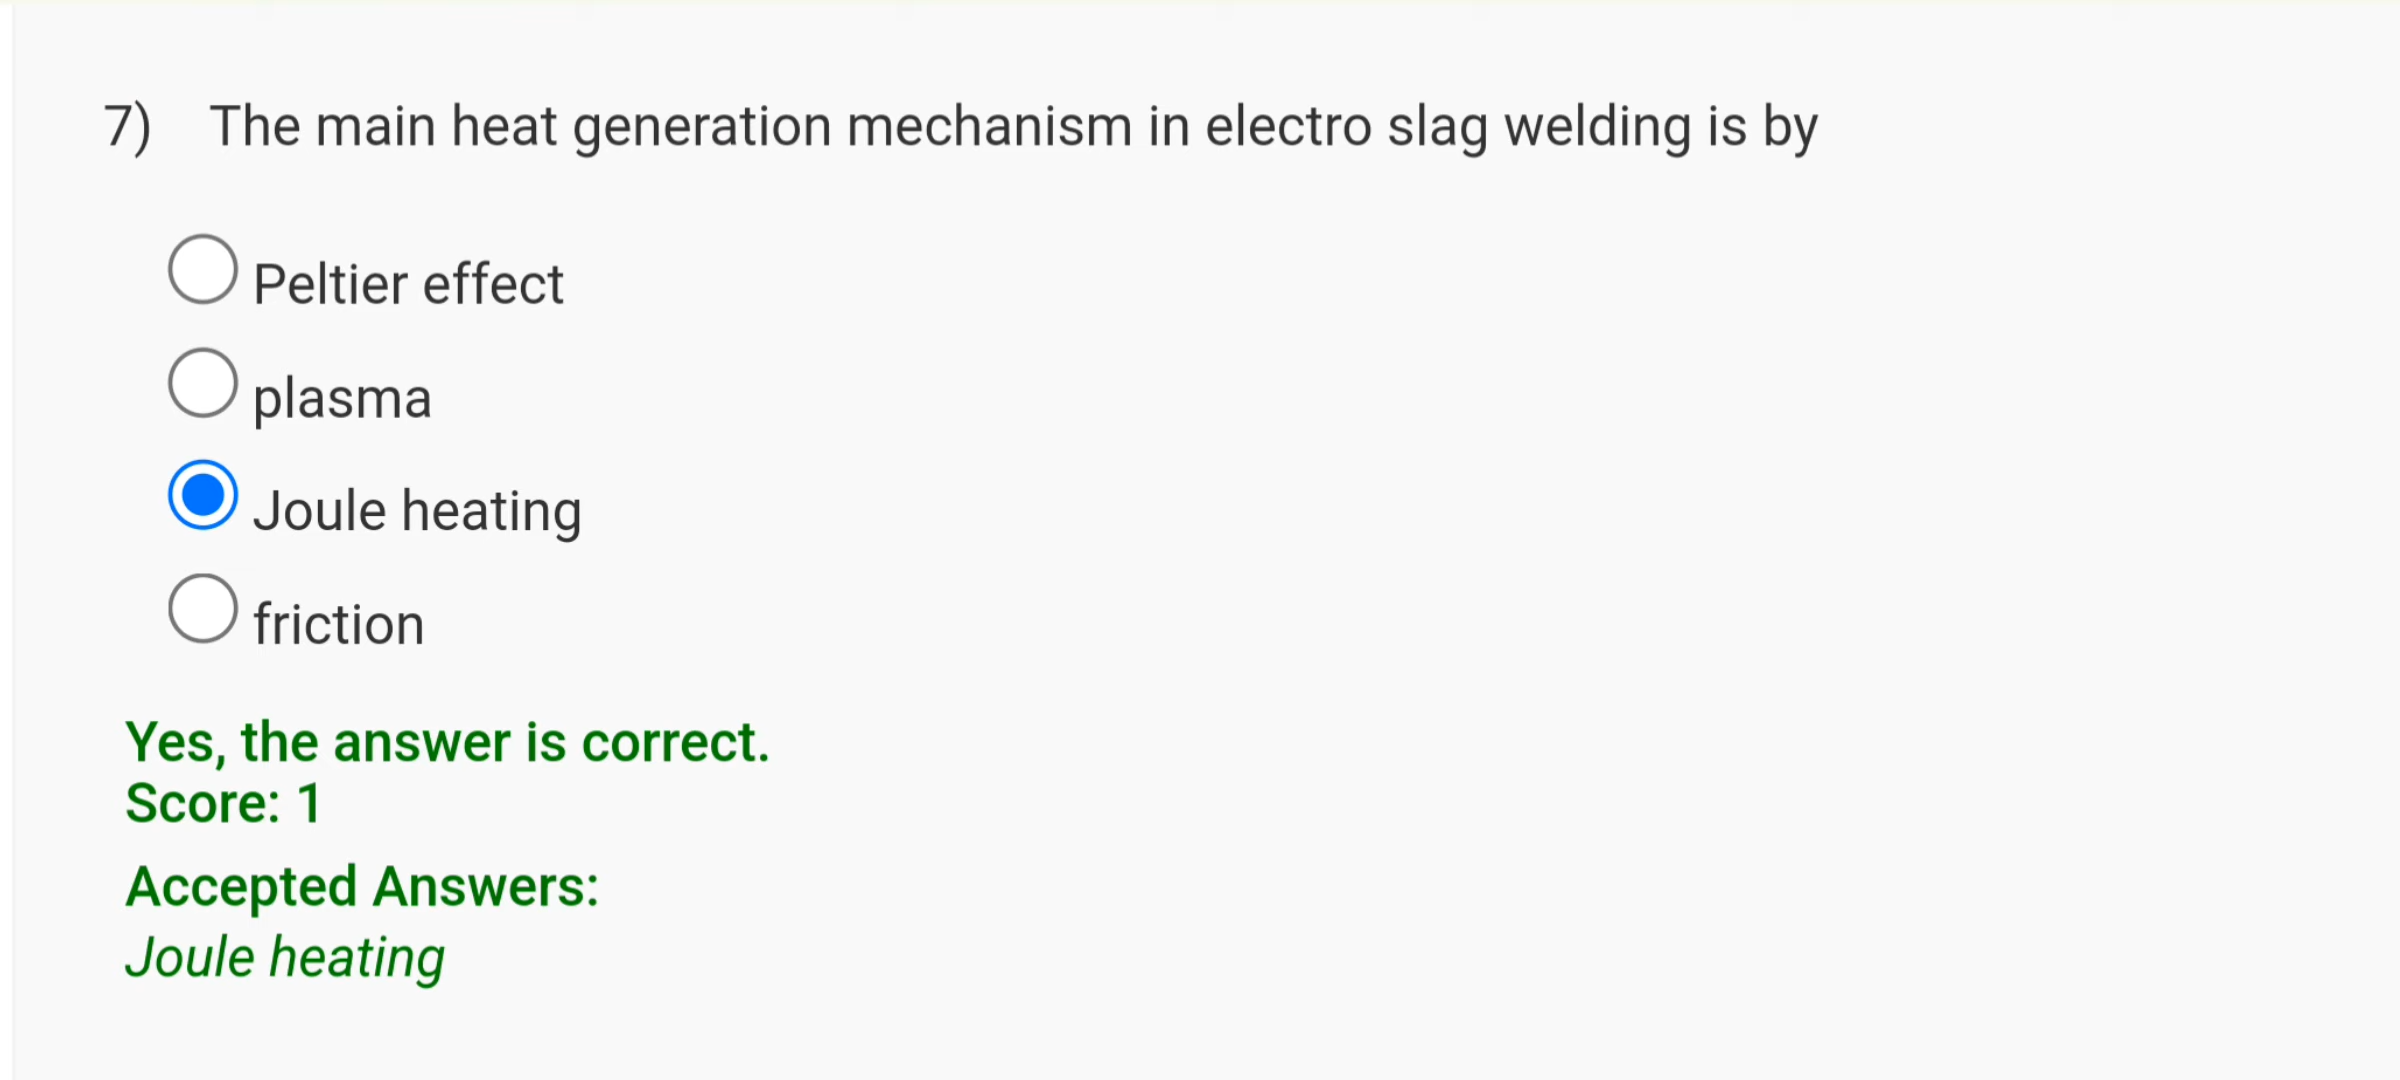 7) The main heat generation mechanism in electro slag welding is by
Peltier effect
plasma
Joule heating
friction
Yes, the answer is correct.
Score: 1
Accepted Answers:
Joule heating